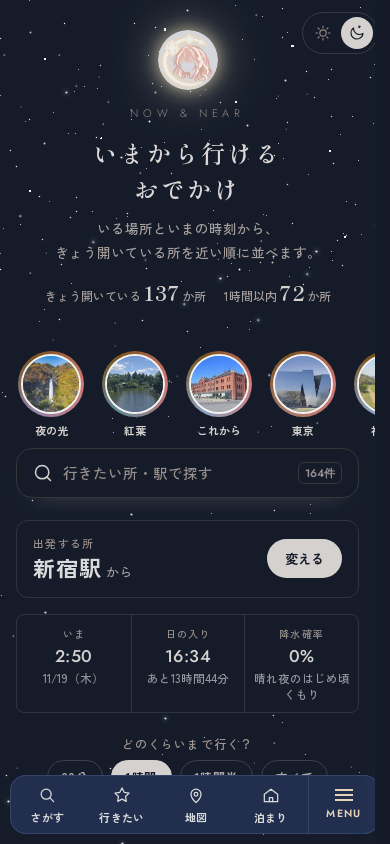 NOW & NEAR
いまから行ける
おでかけ
いる場所といまの時刻から、
きょう開いている所を近い順に並べます。
きょう開いている 137 か所 1時間以内 72 か所
夜の光 紅葉 これから 東京
行きたい所・駅で探す 164件
出発する所
新宿駅 から 変える
いま 日の入り 降水確率
2:50 16:34 0%
11/19（木） あと13時間44分 晴れ夜のはじめ頃
くもり
どのくらいまで行く？
さがす 行きたい 地図 泊まり MENU